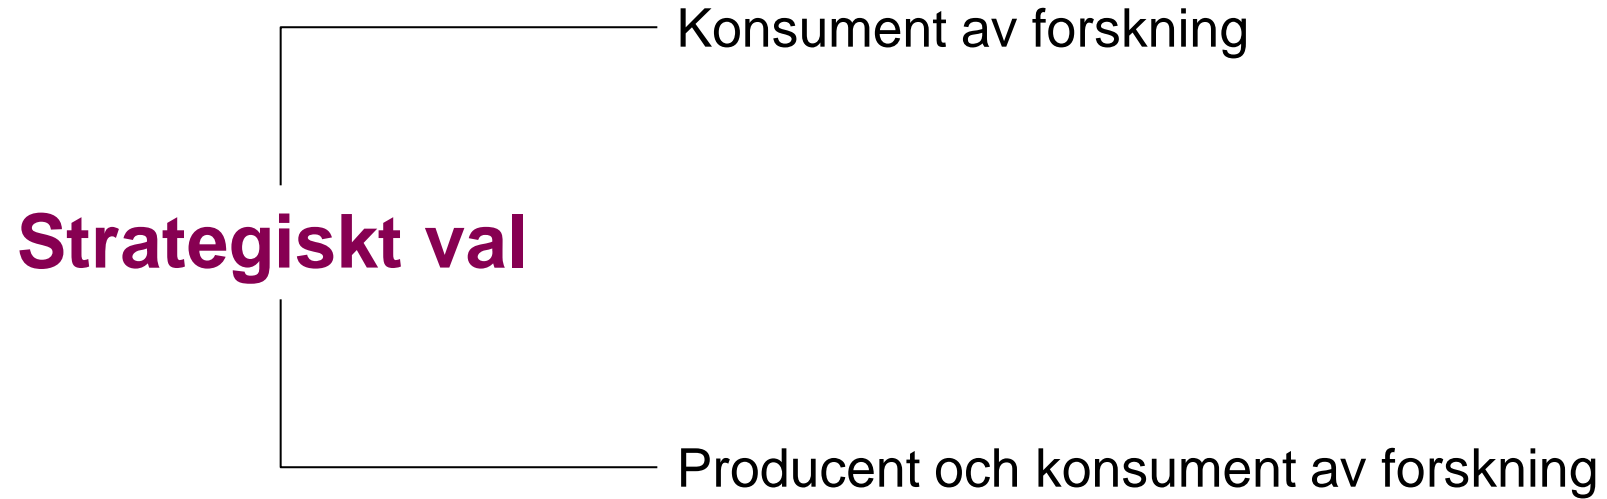 Konsument av forskning
Strategiskt val
Producent och konsument av forskning